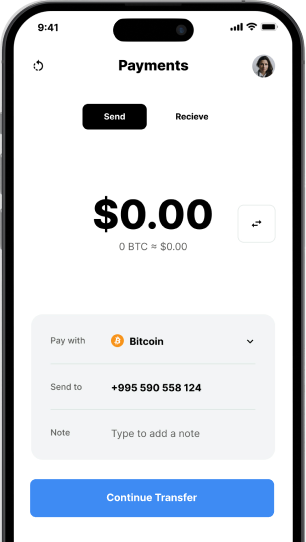 9:41
Payments
Send Recieve
$0.00
0 BTC ≈ $0.00
Pay with Bitcoin
Send to +995 590 558 124
Note Type to add a note
Continue Transfer